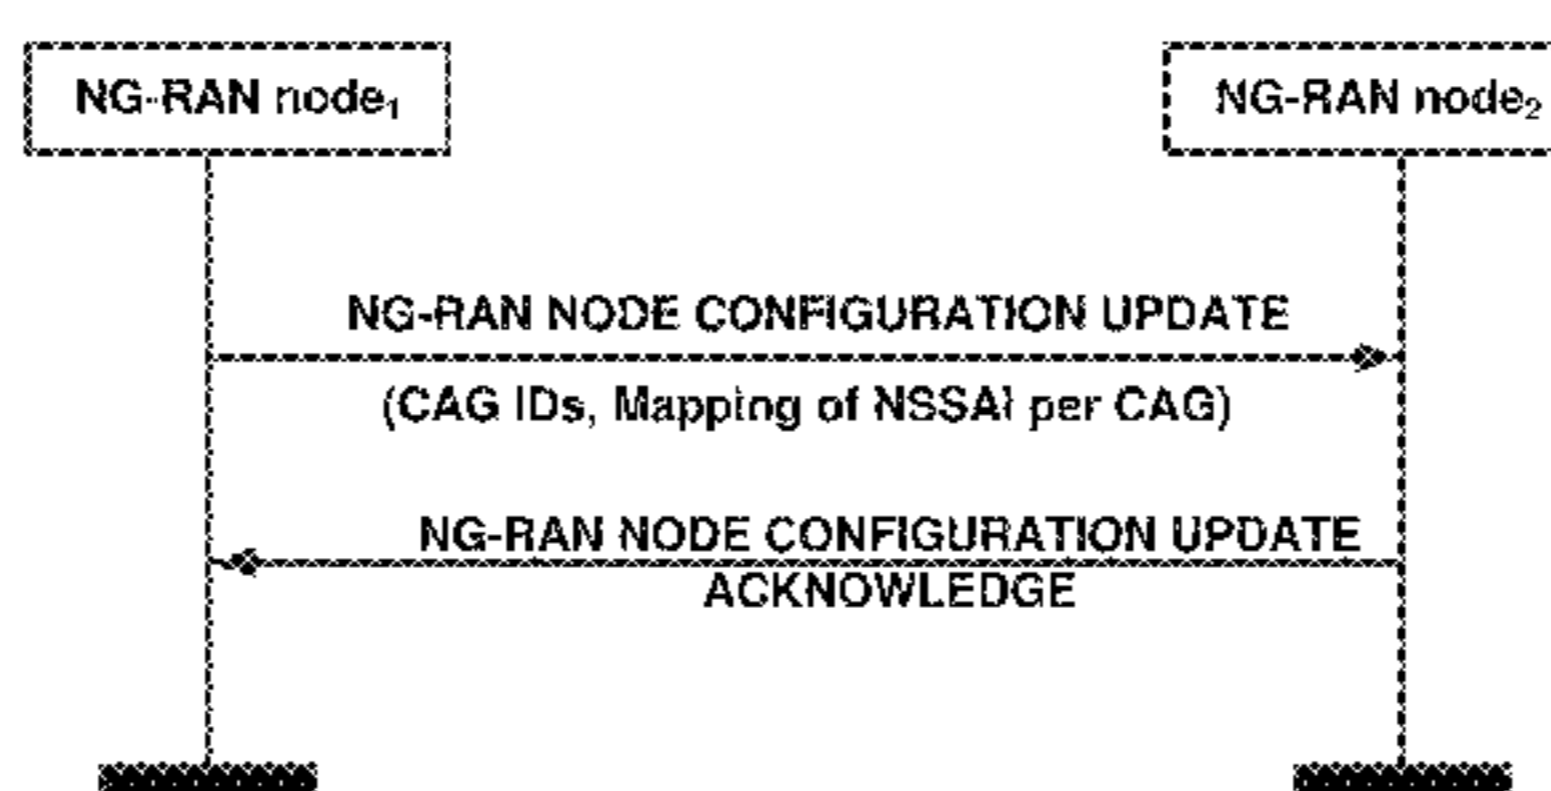 NG-RAN node₁
NG-RAN node₂
NG-RAN NODE CONFIGURATION UPDATE
(CAG IDs, Mapping of NSSAI per CAG)
NG-RAN NODE CONFIGURATION UPDATE
ACKNOWLEDGE